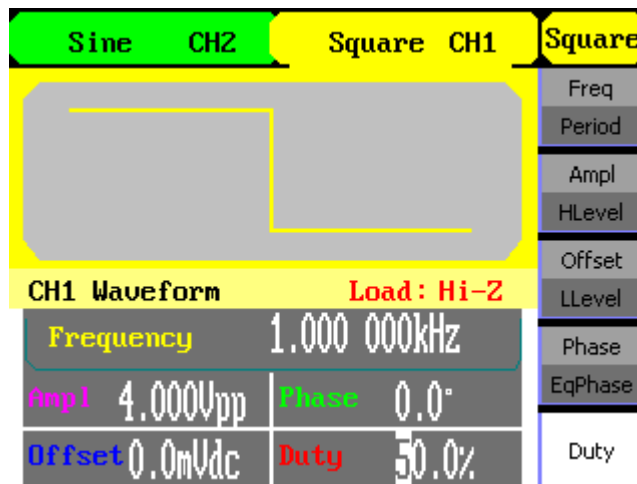 Sine CH2
Square CH1
Square
Freq
Period
Ampl
HLevel
Offset
LLevel
Phase
EqPhase
Duty
CH1 Waveform Load: Hi-Z
Frequency 1.000 000kHz
Ampl 4.000Vpp Phase 0.0°
Offset 0.0mVdc Duty 50.0%